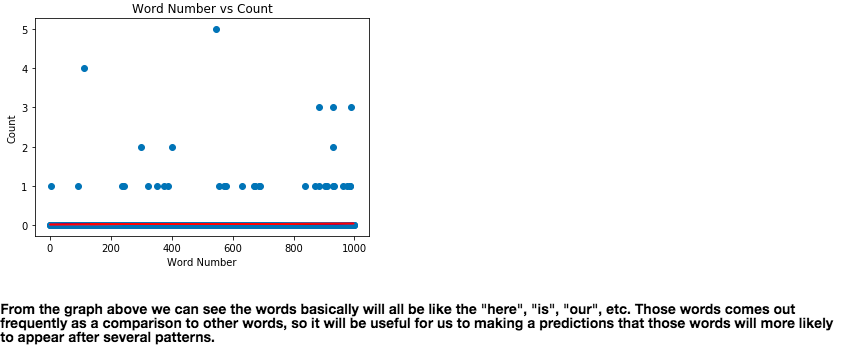 Word Number vs Count
5
4
3
2
1
0
Count
0 200 400 600 800 1000
Word Number
From the graph above we can see the words basically will all be like the "here", "is", "our", etc. Those words comes out
frequently as a comparison to other words, so it will be useful for us to making a predictions that those words will more likely
to appear after several patterns.